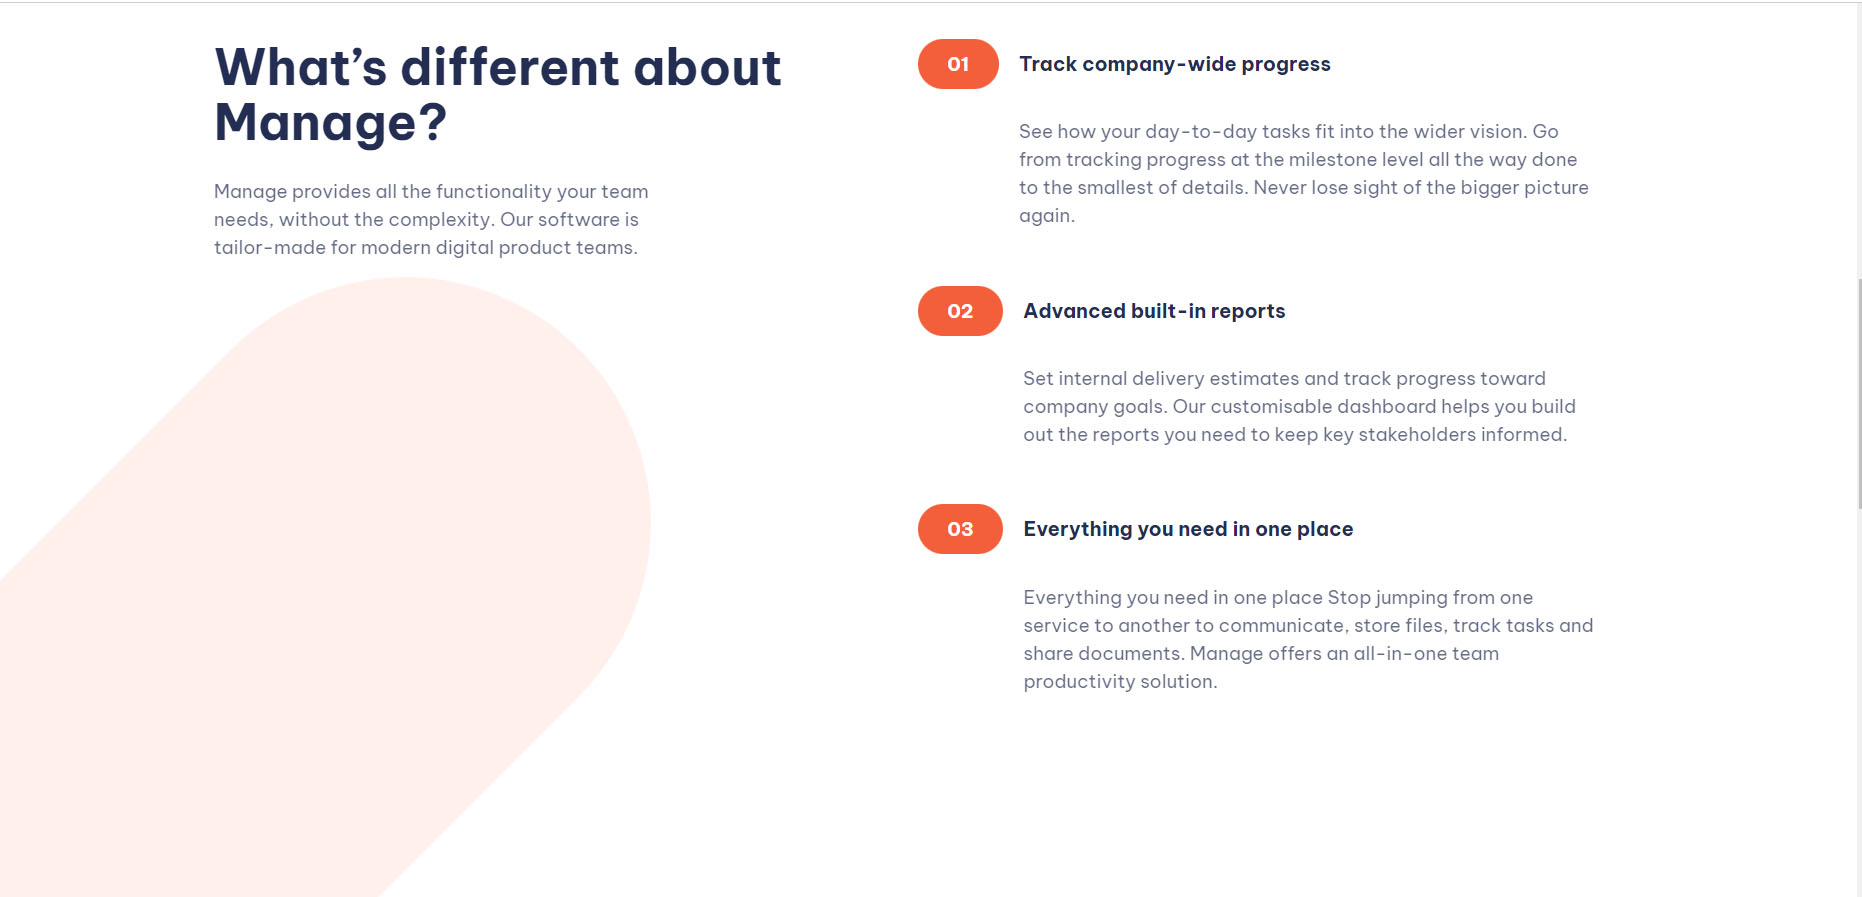 What’s different about
Manage?
Manage provides all the functionality your team
needs, without the complexity. Our software is
tailor-made for modern digital product teams.
01
Track company-wide progress
See how your day-to-day tasks fit into the wider vision. Go
from tracking progress at the milestone level all the way done
to the smallest of details. Never lose sight of the bigger picture
again.
02
Advanced built-in reports
Set internal delivery estimates and track progress toward
company goals. Our customisable dashboard helps you build
out the reports you need to keep key stakeholders informed.
03
Everything you need in one place
Everything you need in one place Stop jumping from one
service to another to communicate, store files, track tasks and
share documents. Manage offers an all-in-one team
productivity solution.